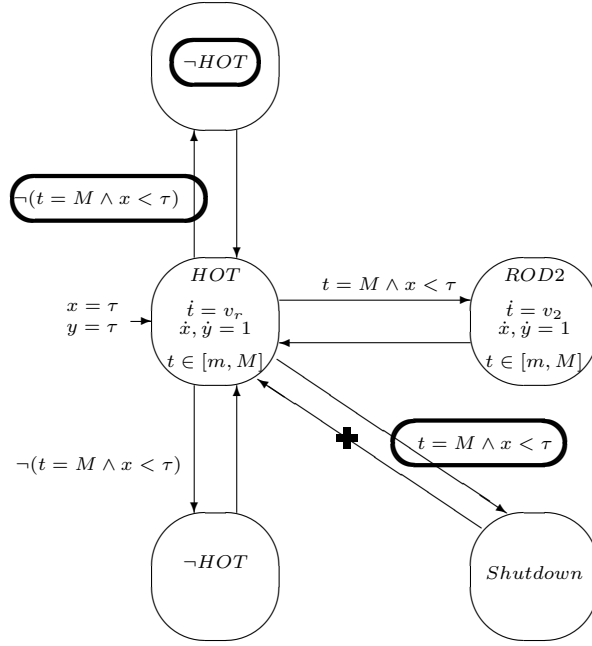 ¬HOT
¬(t = M ∧ x < τ)
HOT
ṫ = v_r
ẋ, ẏ = 1
t ∈ [m, M]
x = τ
y = τ
t = M ∧ x < τ
ROD2
ṫ = v_2
ẋ, ẏ = 1
t ∈ [m, M]
t = M ∧ x < τ
¬(t = M ∧ x < τ)
¬HOT
Shutdown